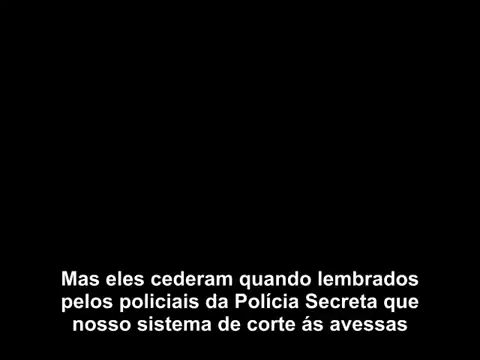 Mas eles cederam quando lembrados
pelos policiais da Polícia Secreta que
nosso sistema de corte ás avessas